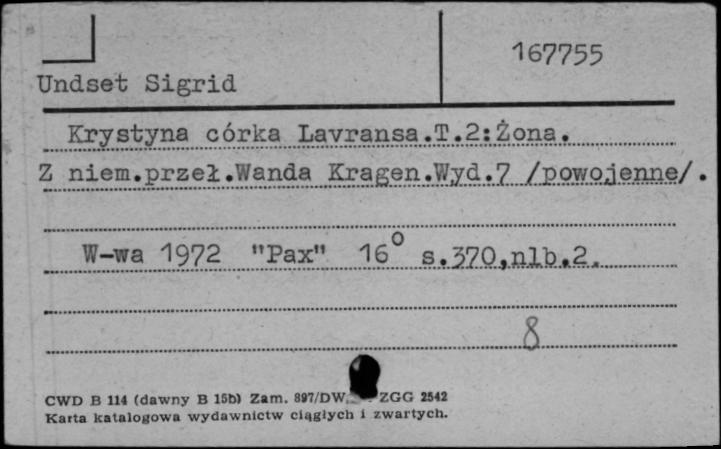 167755
Undset Sigrid
Krystyna córka Lavransa.T.2:Żona.
Z niem.przeł.Wanda Kragen.Wyd.7 /powojenne/.
W-wa 1972 "Pax" 16° s.370,nlb.2.
8
CWD B 114 (dawny B 15b) Zam. 897/DW. ZGG 2542
Karta katalogowa wydawnictw ciągłych i zwartych.